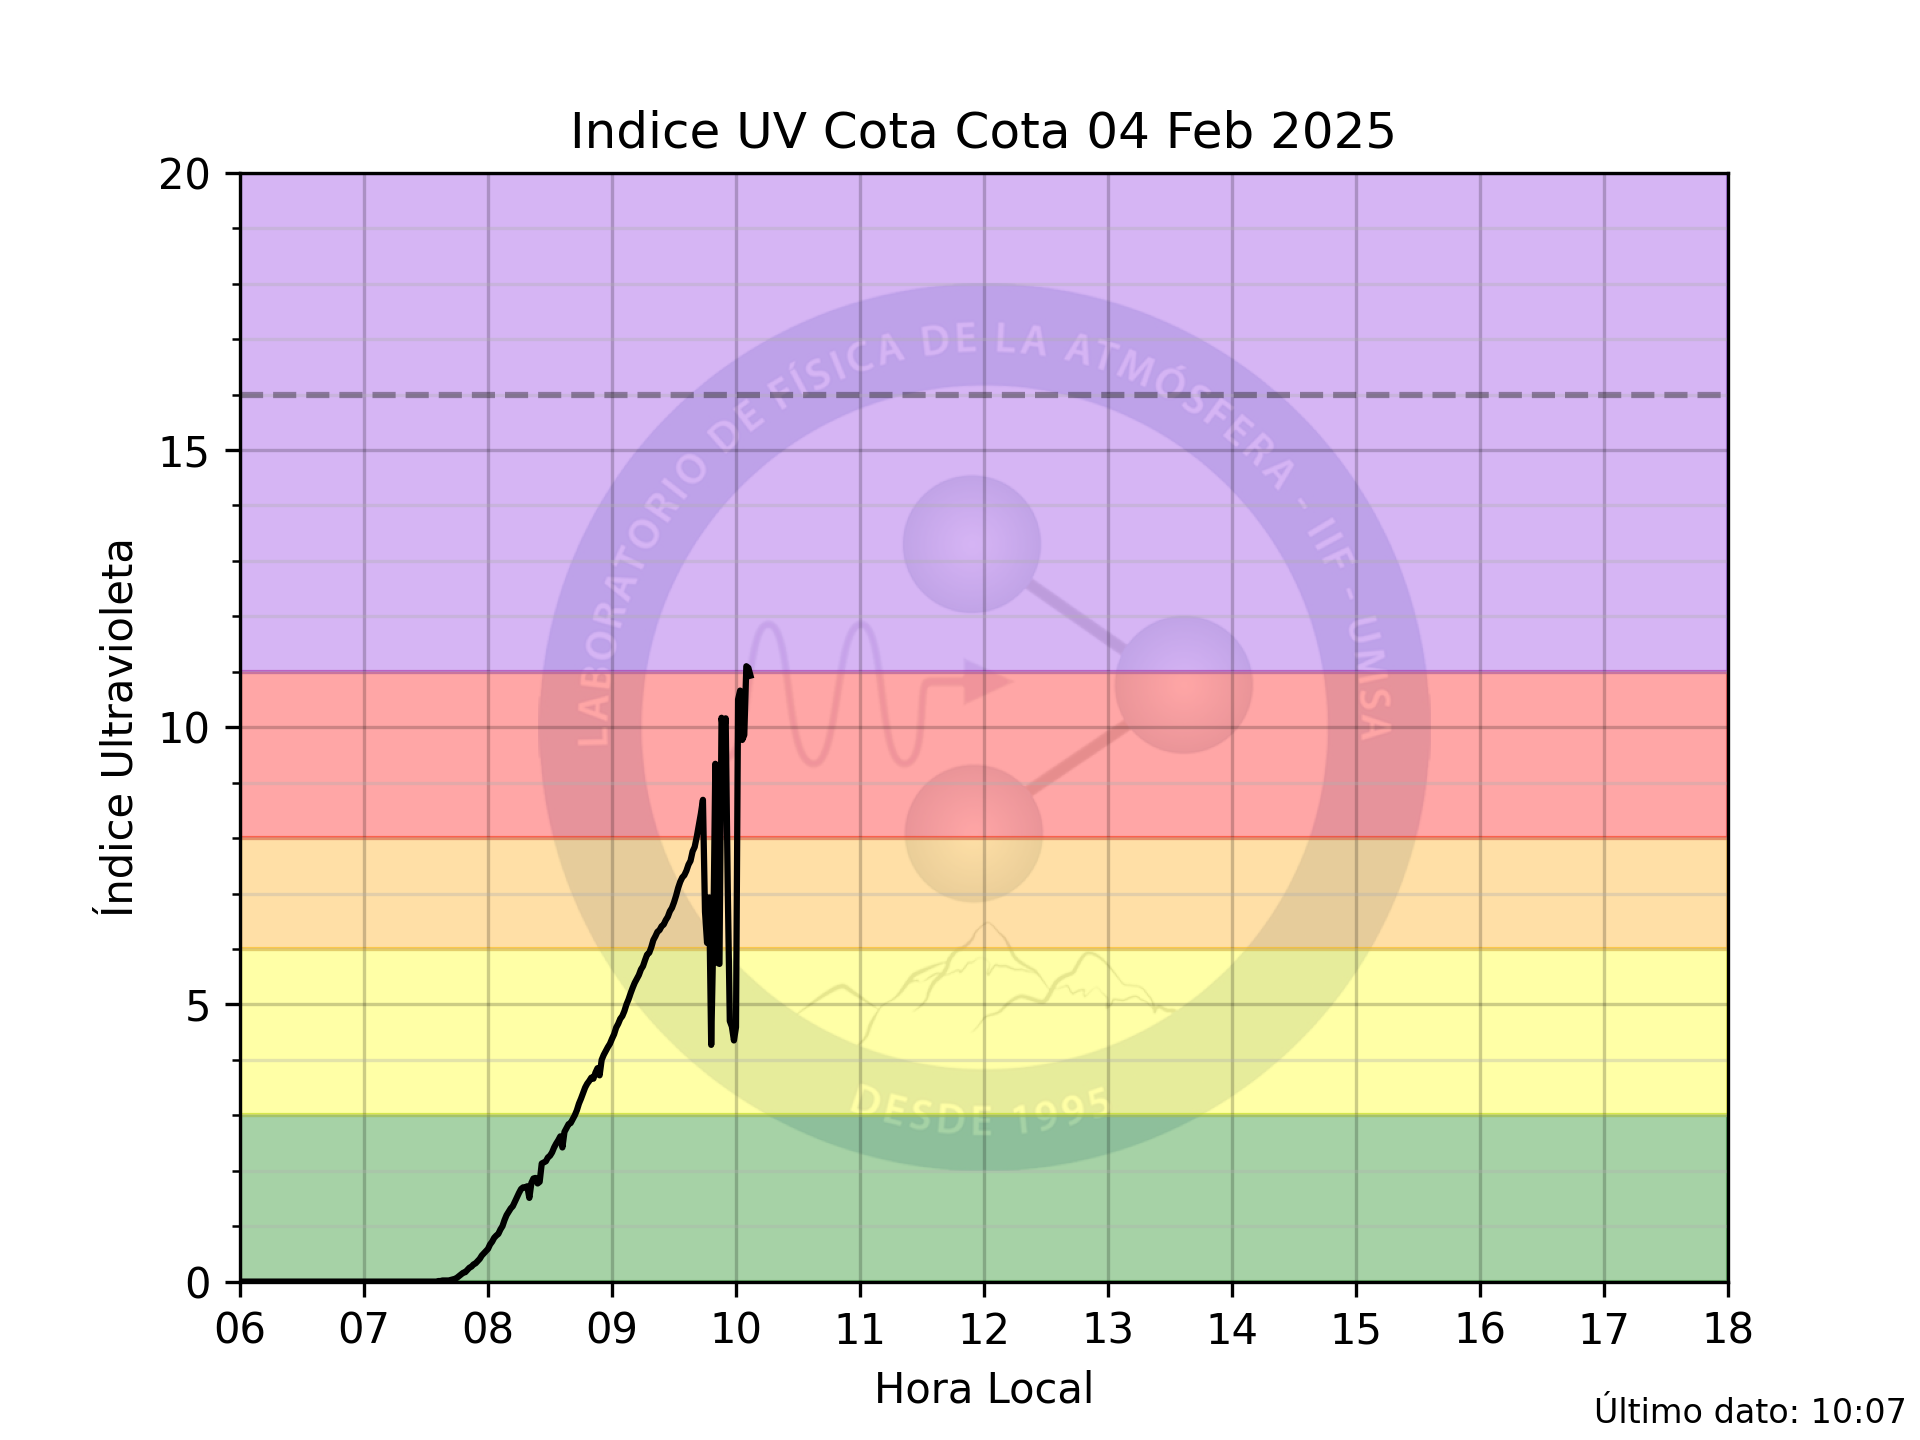 Indice UV Cota Cota 04 Feb 2025
20
15
10
5
0
Índice Ultravioleta
LABORATORIO DE FÍSICA DE LA ATMÓSFERA - IIF - UMSA
DESDE 1995
06 07 08 09 10 11 12 13 14 15 16 17 18
Hora Local
Último dato: 10:07